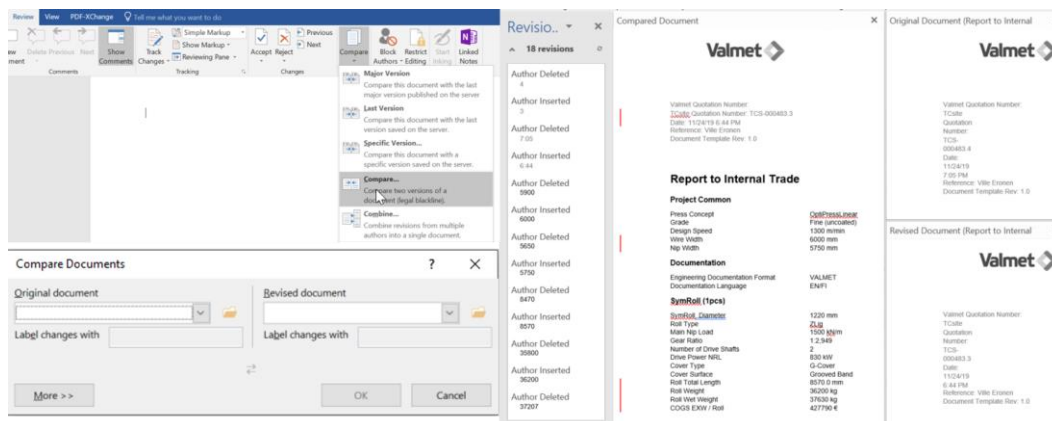 Review View PDF-XChange Tell me what you want to do
Delete Previous Next
Show Comments
Track Changes
Simple Markup
Show Markup
Reviewing Pane
Accept Reject
Previous
Next
Compare
Block Authors
Restrict Editing
Start Inking
Linked Notes
Comments Tracking Changes
Major Version
Compare this document with the last
major version published on the server
Last Version
Compare this document with the last
version saved on the server.
Specific Version...
Compare this document with a
specific version saved on the server.
Compare...
Compare two versions of a
document (legal blackline).
Combine...
Combine revisions from multiple
authors into a single document.
Compare Documents ? ×
Original document Revised document
Label changes with Label changes with
More >> OK Cancel
Revisio..
18 revisions
Author Deleted
4
Author Inserted
3
Author Deleted
7:05
Author Inserted
6:44
Author Deleted
5900
Author Inserted
6000
Author Deleted
5650
Author Inserted
5750
Author Deleted
8470
Author Inserted
8570
Author Deleted
35800
Author Inserted
36200
Author Deleted
37207
Compared Document
Valmet
Valmet Quotation Number:
TCsite Quotation Number: TCS-000483.3
Date: 11/24/19 6:44 PM
Reference: Ville Eronen
Document Template Rev: 1.0
Report to Internal Trade
Project Common
Press Concept OptiPressLinear
Grade Fine (uncoated)
Design Speed 1300 m/min
Wire Width 6000 mm
Nip Width 5750 mm
Documentation
Engineering Documentation Format VALMET
Documentation Language EN/FI
SymRoll (1pcs)
SymRoll, Diameter 1220 mm
Roll Type ZLig
Main Nip Load 1500 kN/m
Gear Ratio 1:2,949
Number of Drive Shafts 2
Drive Power NRL 830 kW
Cover Type G-Cover
Cover Surface Grooved Band
Roll Total Length 8570.0 mm
Roll Weight 36200 kg
Roll Wet Weight 37630 kg
COGS EXW / Roll 427790 €
Original Document (Report to Internal
Valmet
Valmet Quotation Number:
TCsite
Quotation
Number:
TCS-
000483.4
Date:
11/24/19
7:05 PM
Reference: Ville Eronen
Document Template Rev: 1.0
Revised Document (Report to Internal
Valmet
Valmet Quotation Number:
TCsite
Quotation
Number:
TCS-
000483.3
Date:
11/24/19
6:44 PM
Reference: Ville Eronen
Document Template Rev: 1.0